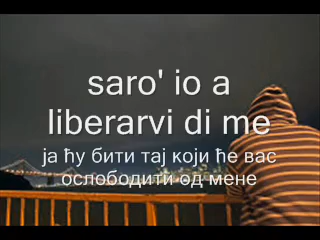 saro' io a
liberarvi di me
ја ћу бити тај који ће вас
ослободити од мене